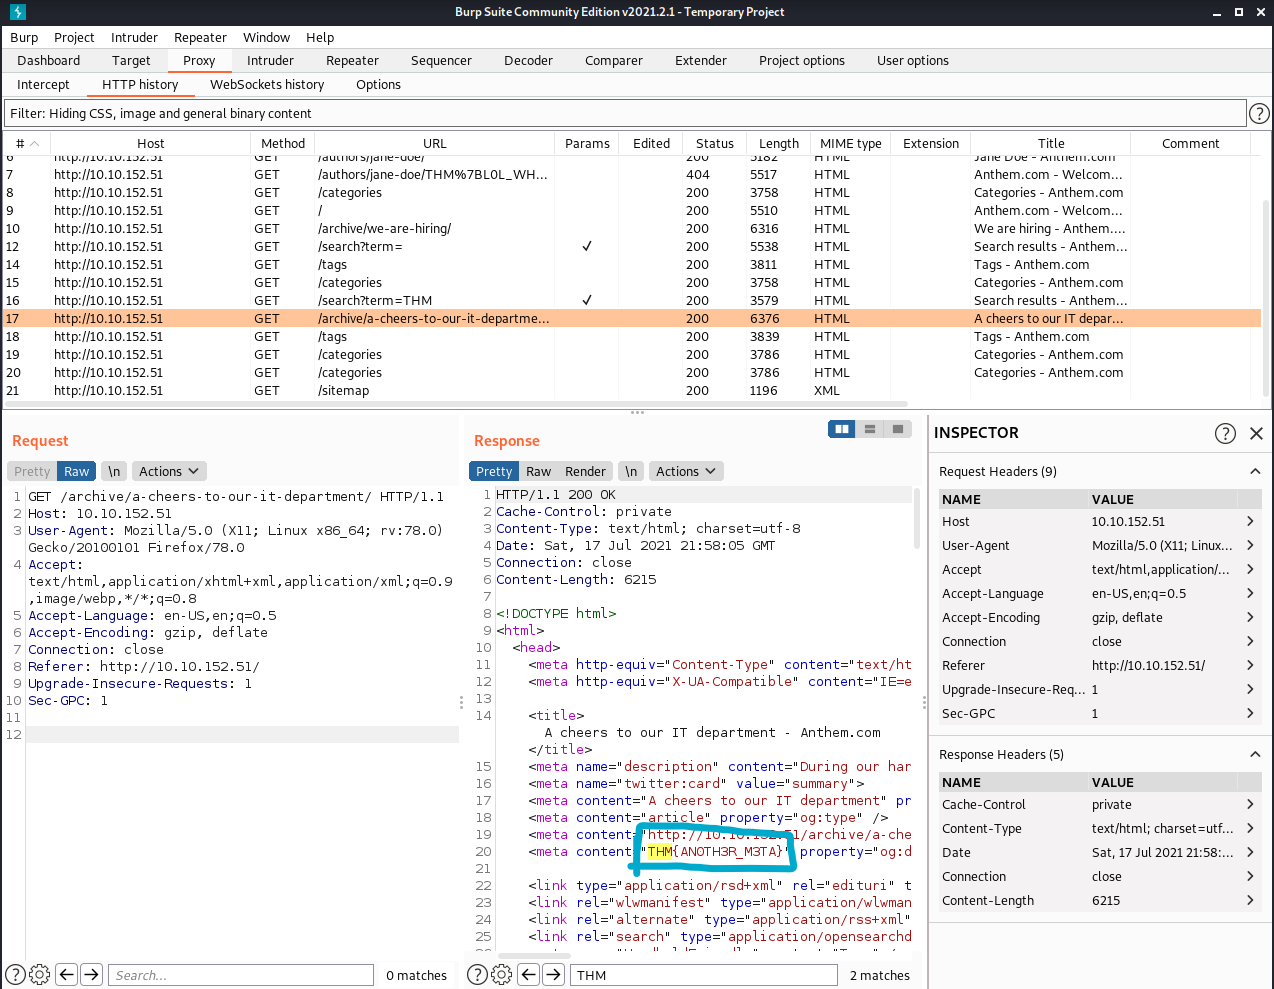 Burp Suite Community Edition v2021.2.1 - Temporary Project
Burp Project Intruder Repeater Window Help
Dashboard Target Proxy Intruder Repeater Sequencer Decoder Comparer Extender Project options User options
Intercept HTTP history WebSockets history Options
Filter: Hiding CSS, image and general binary content ?
# Host Method URL Params Edited Status Length MIME type Extension Title Comment
6 http://10.10.152.51 GET /authors/jane-doe/ 200 5182 HTML Jane Doe - Anthem.com
7 http://10.10.152.51 GET /authors/jane-doe/THM%7BL0L_WH... 404 5517 HTML Anthem.com - Welcom...
8 http://10.10.152.51 GET /categories 200 3758 HTML Categories - Anthem.com
9 http://10.10.152.51 GET / 200 5510 HTML Anthem.com - Welcom...
10 http://10.10.152.51 GET /archive/we-are-hiring/ 200 6316 HTML We are hiring - Anthem....
12 http://10.10.152.51 GET /search?term= ✓ 200 5538 HTML Search results - Anthe...
14 http://10.10.152.51 GET /tags 200 3811 HTML Tags - Anthem.com
15 http://10.10.152.51 GET /categories 200 3758 HTML Categories - Anthem.com
16 http://10.10.152.51 GET /search?term=THM ✓ 200 3579 HTML Search results - Anthe...
17 http://10.10.152.51 GET /archive/a-cheers-to-our-it-departme... 200 6376 HTML A cheers to our IT depar...
18 http://10.10.152.51 GET /tags 200 3839 HTML Tags - Anthem.com
19 http://10.10.152.51 GET /categories 200 3786 HTML Categories - Anthem.com
20 http://10.10.152.51 GET /categories 200 3786 HTML Categories - Anthem.com
21 http://10.10.152.51 GET /sitemap 200 1196 XML
Request
Pretty Raw \n Actions
1 GET /archive/a-cheers-to-our-it-department/ HTTP/1.1
2 Host: 10.10.152.51
3 User-Agent: Mozilla/5.0 (X11; Linux x86_64; rv:78.0)
Gecko/20100101 Firefox/78.0
4 Accept:
text/html,application/xhtml+xml,application/xml;q=0.9
,image/webp,*/*;q=0.8
5 Accept-Language: en-US,en;q=0.5
6 Accept-Encoding: gzip, deflate
7 Connection: close
8 Referer: http://10.10.152.51/
9 Upgrade-Insecure-Requests: 1
10 Sec-GPC: 1
11
12
? Search... 0 matches
Response
Pretty Raw Render \n Actions
1 HTTP/1.1 200 OK
2 Cache-Control: private
3 Content-Type: text/html; charset=utf-8
4 Date: Sat, 17 Jul 2021 21:58:05 GMT
5 Connection: close
6 Content-Length: 6215
7
8 <!DOCTYPE html>
9 <html>
10 <head>
11 <meta http-equiv="Content-Type" content="text/ht
12 <meta http-equiv="X-UA-Compatible" content="IE=e
13
14 <title>
A cheers to our IT department - Anthem.com
</title>
15 <meta name="description" content="During our har
16 <meta name="twitter:card" value="summary">
17 <meta content="A cheers to our IT department" pr
18 <meta content="article" property="og:type" />
19 <meta content="http://10.10.152.51/archive/a-che
20 <meta content="THM{AN0TH3R_M3TA}" property="og:d
21
22 <link type="application/rsd+xml" rel="edituri" t
23 <link rel="wlwmanifest" type="application/wlwman
24 <link rel="alternate" type="application/rss+xml"
25 <link rel="search" type="application/opensearchd
? THM 2 matches
INSPECTOR ?
Request Headers (9)
NAME VALUE
Host 10.10.152.51
User-Agent Mozilla/5.0 (X11; Linux...
Accept text/html,application/...
Accept-Language en-US,en;q=0.5
Accept-Encoding gzip, deflate
Connection close
Referer http://10.10.152.51/
Upgrade-Insecure-Req... 1
Sec-GPC 1
Response Headers (5)
NAME VALUE
Cache-Control private
Content-Type text/html; charset=utf...
Date Sat, 17 Jul 2021 21:58:...
Connection close
Content-Length 6215